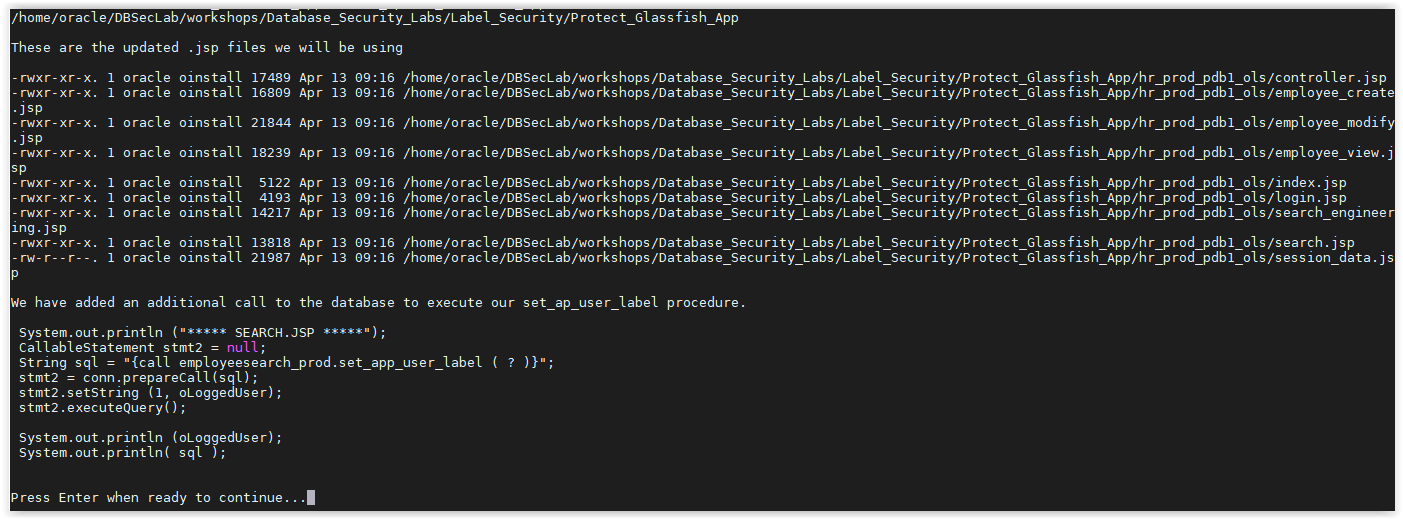 /home/oracle/DBSecLab/workshops/Database_Security_Labs/Label_Security/Protect_Glassfish_App
These are the updated .jsp files we will be using
-rwxr-xr-x. 1 oracle oinstall 17489 Apr 13 09:16 /home/oracle/DBSecLab/workshops/Database_Security_Labs/Label_Security/Protect_Glassfish_App/hr_prod_pdb1_ols/controller.jsp
-rwxr-xr-x. 1 oracle oinstall 16809 Apr 13 09:16 /home/oracle/DBSecLab/workshops/Database_Security_Labs/Label_Security/Protect_Glassfish_App/hr_prod_pdb1_ols/employee_create
.jsp
-rwxr-xr-x. 1 oracle oinstall 21844 Apr 13 09:16 /home/oracle/DBSecLab/workshops/Database_Security_Labs/Label_Security/Protect_Glassfish_App/hr_prod_pdb1_ols/employee_modify
.jsp
-rwxr-xr-x. 1 oracle oinstall 18239 Apr 13 09:16 /home/oracle/DBSecLab/workshops/Database_Security_Labs/Label_Security/Protect_Glassfish_App/hr_prod_pdb1_ols/employee_view.j
sp
-rwxr-xr-x. 1 oracle oinstall  5122 Apr 13 09:16 /home/oracle/DBSecLab/workshops/Database_Security_Labs/Label_Security/Protect_Glassfish_App/hr_prod_pdb1_ols/index.jsp
-rwxr-xr-x. 1 oracle oinstall  4193 Apr 13 09:16 /home/oracle/DBSecLab/workshops/Database_Security_Labs/Label_Security/Protect_Glassfish_App/hr_prod_pdb1_ols/login.jsp
-rwxr-xr-x. 1 oracle oinstall 14217 Apr 13 09:16 /home/oracle/DBSecLab/workshops/Database_Security_Labs/Label_Security/Protect_Glassfish_App/hr_prod_pdb1_ols/search_engineer
ing.jsp
-rwxr-xr-x. 1 oracle oinstall 13818 Apr 13 09:16 /home/oracle/DBSecLab/workshops/Database_Security_Labs/Label_Security/Protect_Glassfish_App/hr_prod_pdb1_ols/search.jsp
-rw-r--r--. 1 oracle oinstall 21987 Apr 13 09:16 /home/oracle/DBSecLab/workshops/Database_Security_Labs/Label_Security/Protect_Glassfish_App/hr_prod_pdb1_ols/session_data.js
p
We have added an additional call to the database to execute our set_ap_user_label procedure.
System.out.println ("***** SEARCH.JSP *****");
CallableStatement stmt2 = null;
String sql = "{call employeesearch_prod.set_app_user_label ( ? )}";
stmt2 = conn.prepareCall(sql);
stmt2.setString (1, oLoggedUser);
stmt2.executeQuery();
System.out.println (oLoggedUser);
System.out.println( sql );
Press Enter when ready to continue...